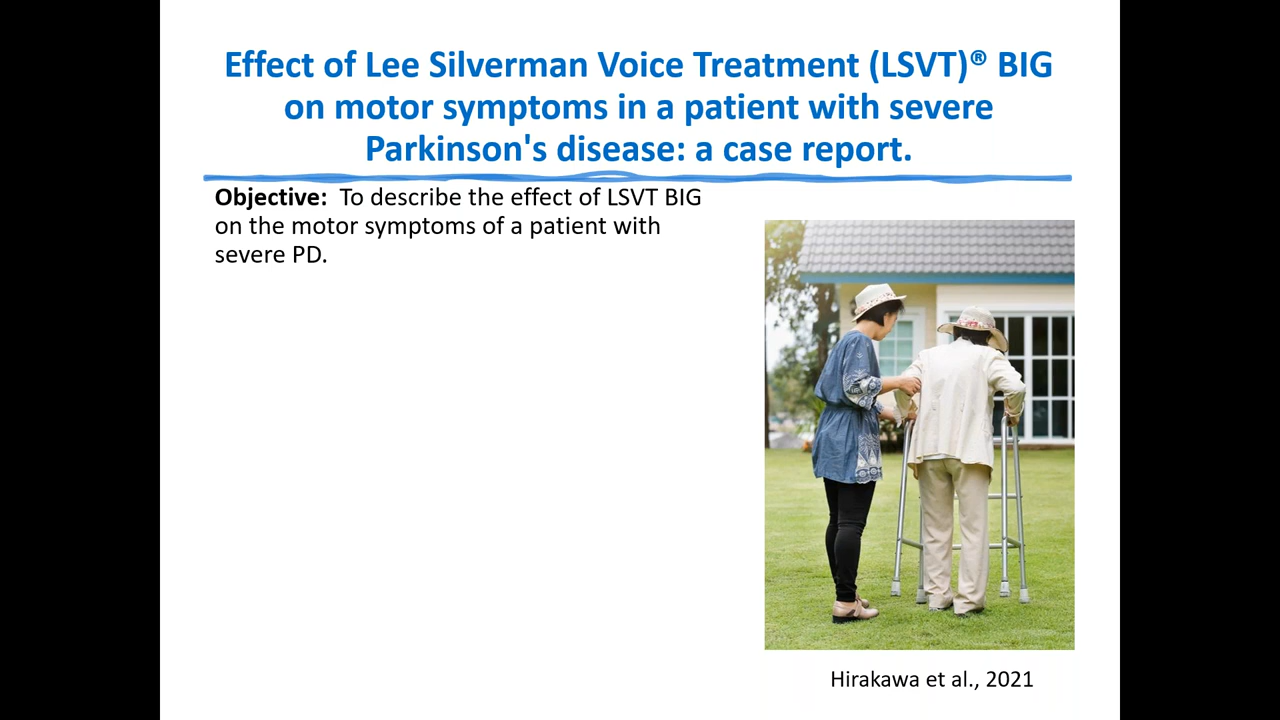 Effect of Lee Silverman Voice Treatment (LSVT)® BIG
on motor symptoms in a patient with severe
Parkinson's disease: a case report.
Objective:  To describe the effect of LSVT BIG
on the motor symptoms of a patient with
severe PD.
Hirakawa et al., 2021